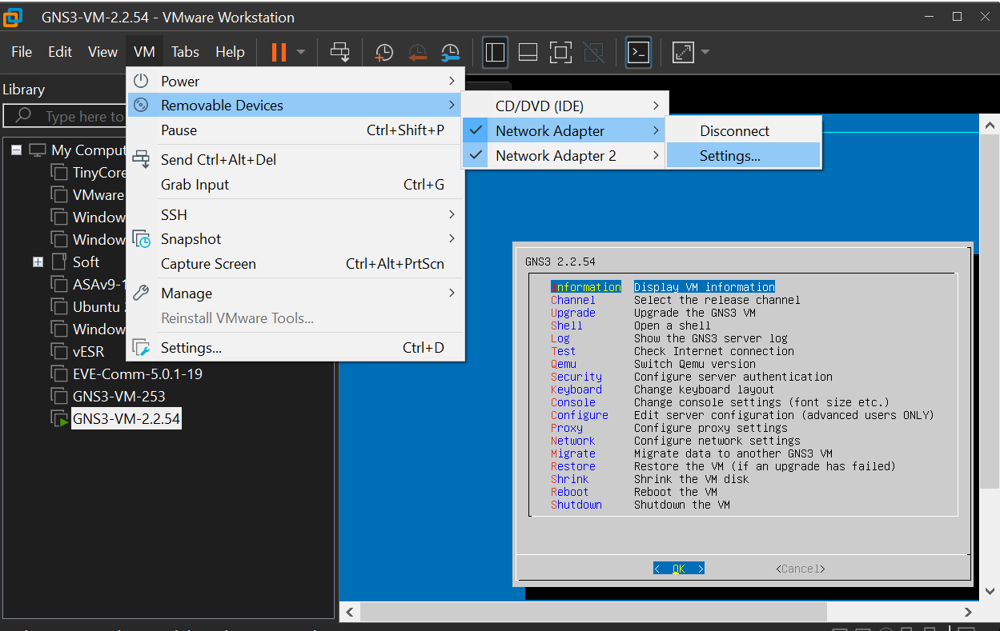 GNS3-VM-2.2.54 - VMware Workstation
File Edit View VM Tabs Help
Library
Type here to
My Comput
TinyCore
VMware
Window
Window
Soft
ASAv9-1
Ubuntu
Window
vESR
EVE-Comm-5.0.1-19
GNS3-VM-253
GNS3-VM-2.2.54
Power
Removable Devices
Pause Ctrl+Shift+P
Send Ctrl+Alt+Del
Grab Input Ctrl+G
SSH
Snapshot
Capture Screen Ctrl+Alt+PrtScn
Manage
Reinstall VMware Tools...
Settings... Ctrl+D
CD/DVD (IDE)
Network Adapter
Network Adapter 2
Disconnect
Settings...
GNS3 2.2.54
Information Display VM information
Channel Select the release channel
Upgrade Upgrade the GNS3 VM
Shell Open a shell
Log Show the GNS3 server log
Test Check Internet connection
Qemu Switch Qemu version
Security Configure server authentication
Keyboard Change keyboard layout
Console Change console settings (font size etc.)
Configure Edit server configuration (advanced users ONLY)
Proxy Configure proxy settings
Network Configure network settings
Migrate Migrate data to another GNS3 VM
Restore Restore the VM (if an upgrade has failed)
Shrink Shrink the VM disk
Reboot Reboot the VM
Shutdown Shutdown the VM
< OK > <Cancel>